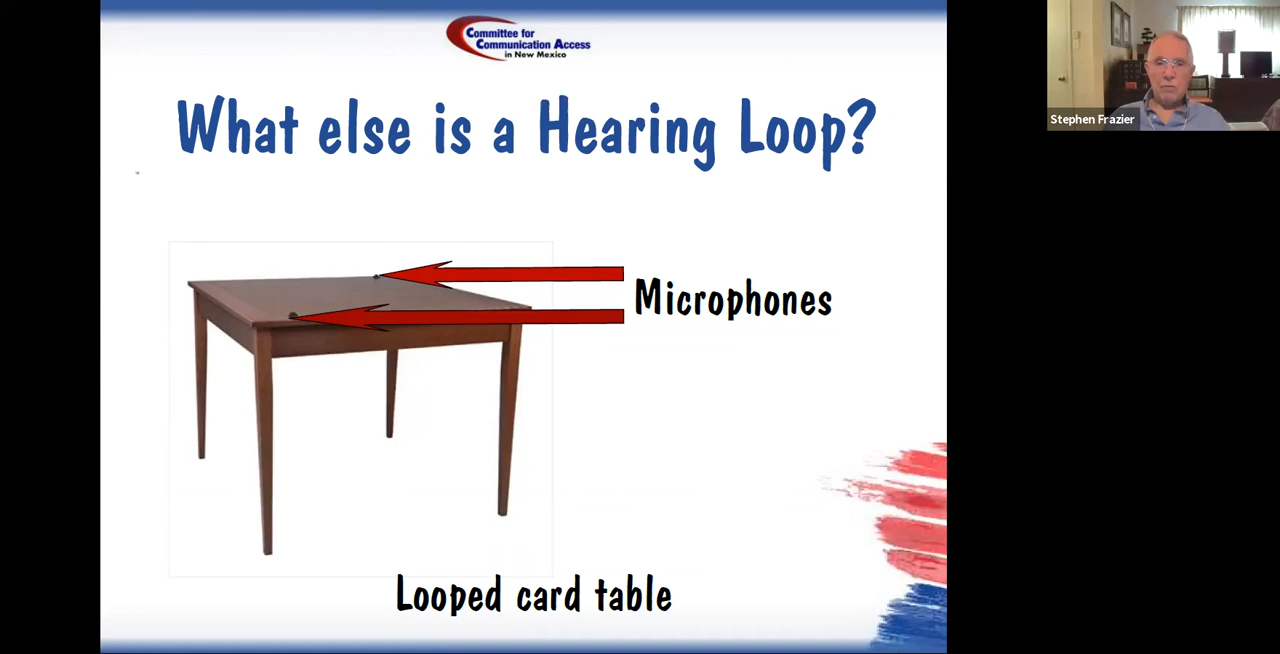 Committee for
Communication Access
in New Mexico
What else is a Hearing Loop?
Microphones
Looped card table
Stephen Frazier